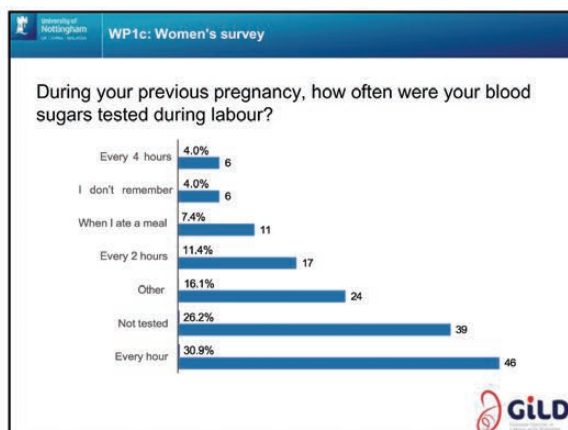 University of
Nottingham
UK | CHINA | MALAYSIA
WP1c: Women's survey
During your previous pregnancy, how often were your blood
sugars tested during labour?
Every 4 hours 4.0% 6
I don't remember 4.0% 6
When I ate a meal 7.4% 11
Every 2 hours 11.4% 17
Other 16.1% 24
Not tested 26.2% 39
Every hour 30.9% 46
GiLD